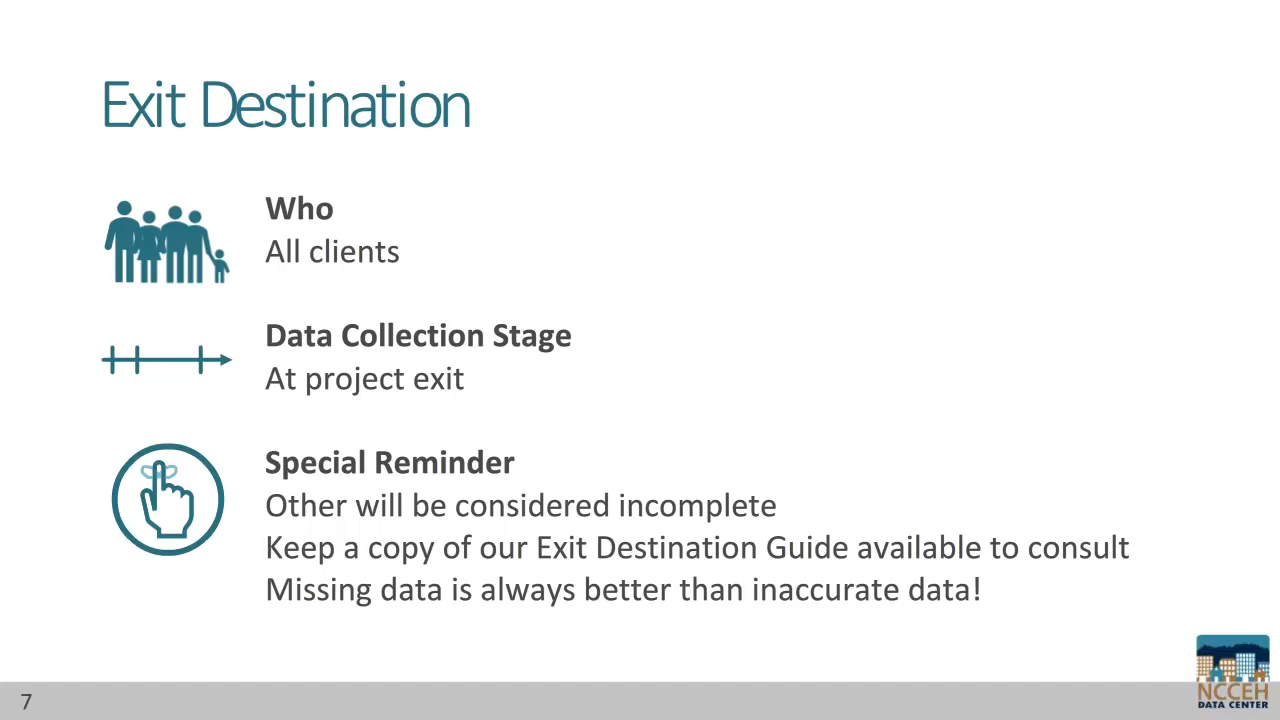 Exit Destination
Who
All clients
Data Collection Stage
At project exit
Special Reminder
Other will be considered incomplete
Keep a copy of our Exit Destination Guide available to consult
Missing data is always better than inaccurate data!
7
NCCEH
DATA CENTER